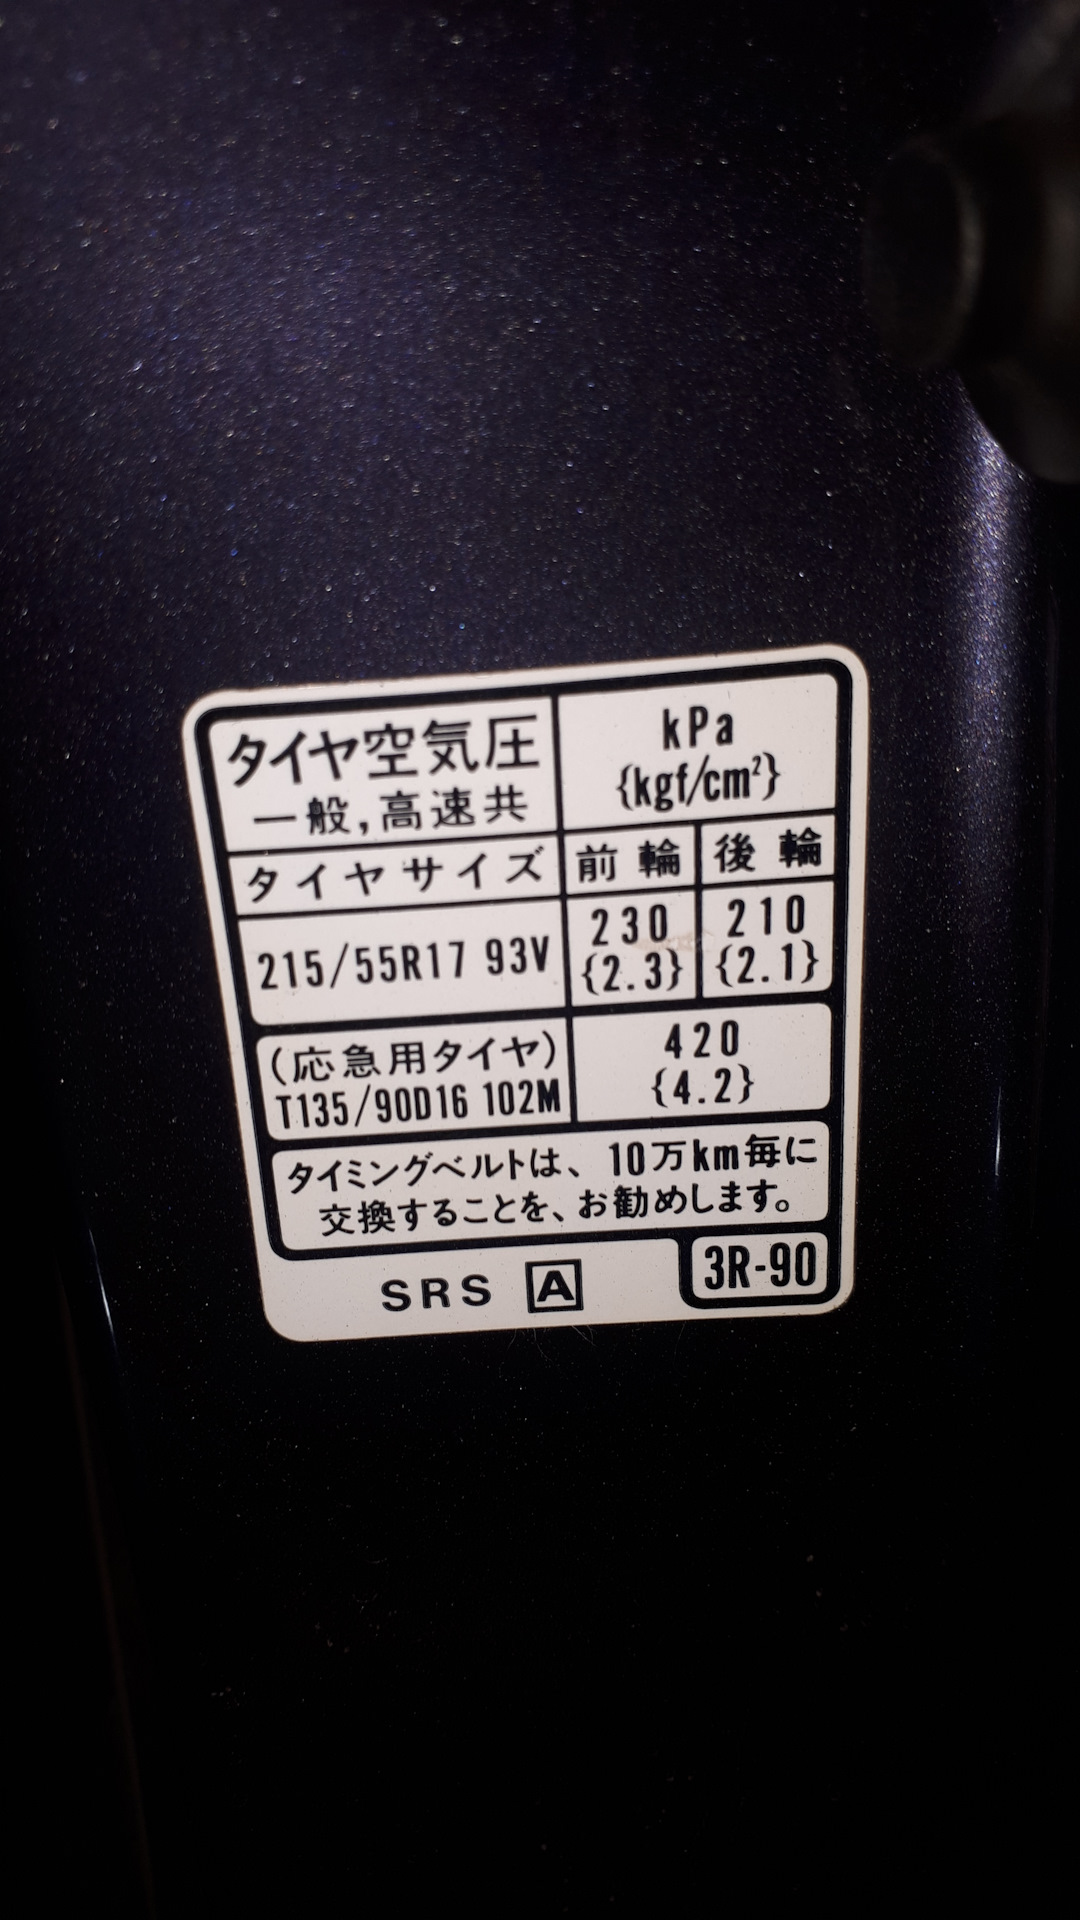 タイヤ空気圧
一般,高速共
kPa
{kgf/cm²}
タイヤサイズ
前輪
後輪
215/55R17 93V
230
{2.3}
210
{2.1}
(応急用タイヤ)
T135/90D16 102M
420
{4.2}
タイミングベルトは、10万km毎に
交換することを、お勧めします。
SRS A
3R-90